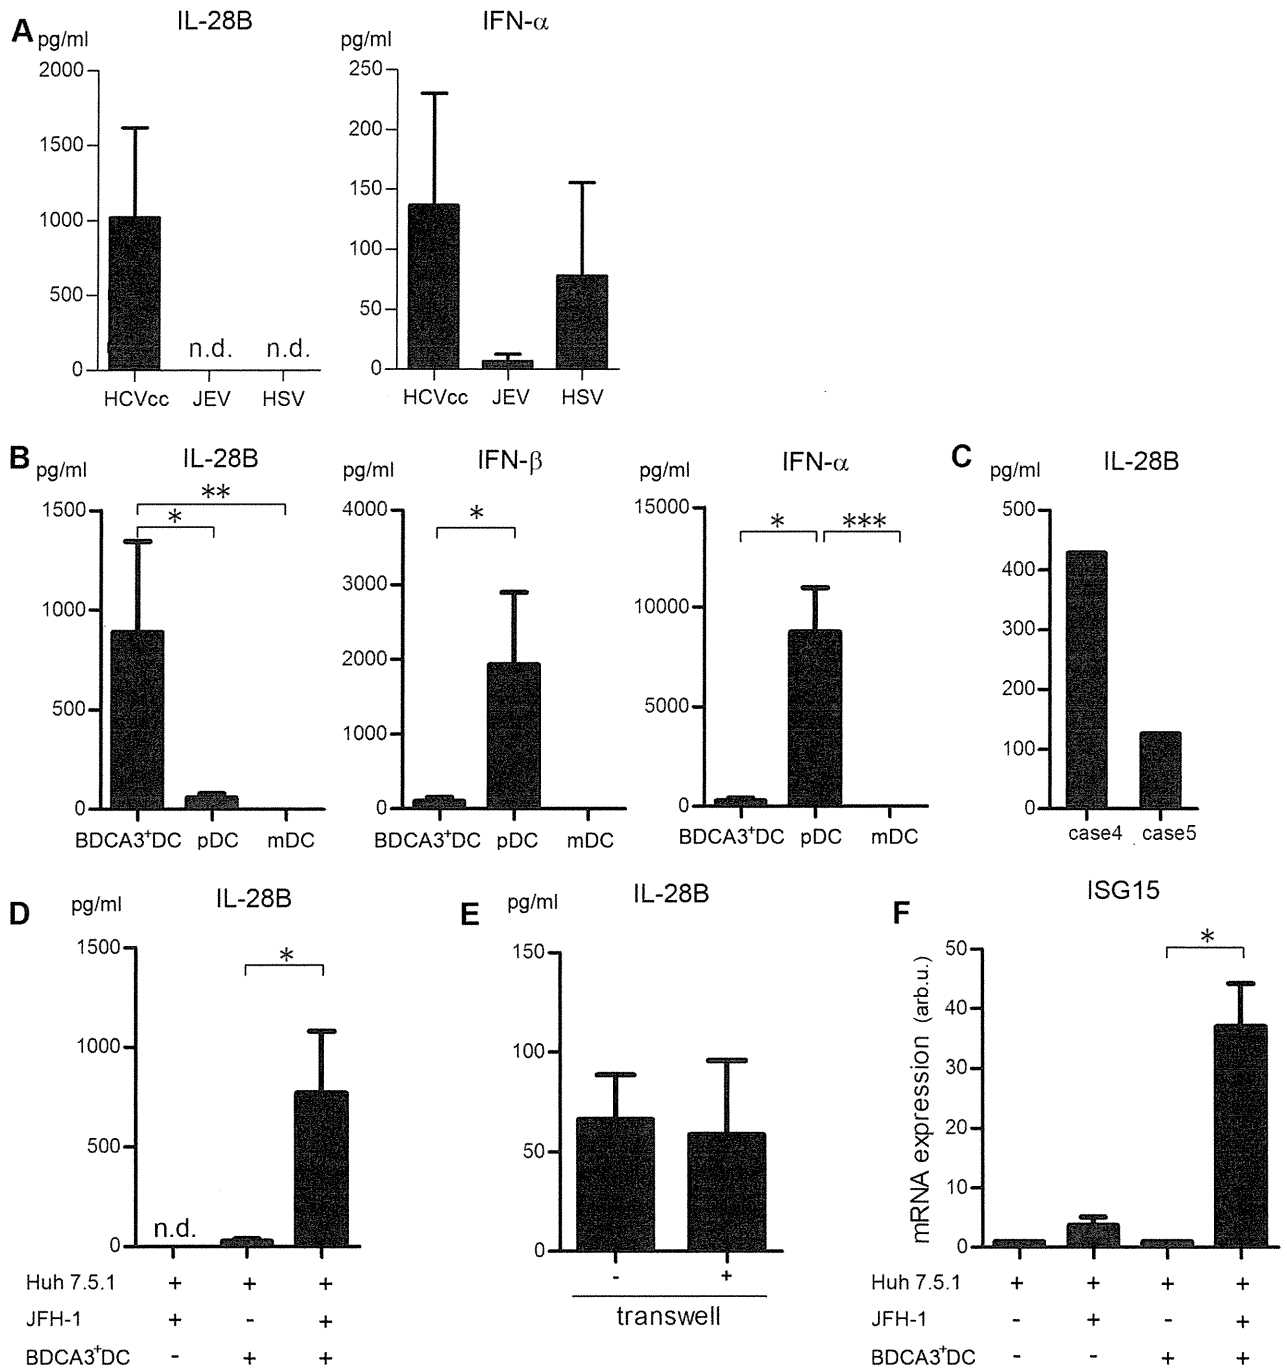 A
IL-28B
pg/ml
2000
1500
1000
500
0
n.d.
n.d.
HCVcc JEV HSV
IFN-α
pg/ml
250
200
150
100
50
0
HCVcc JEV HSV
B
IL-28B
pg/ml
1500
1000
500
0
**
*
BDCA3⁺DC pDC mDC
IFN-β
pg/ml
4000
3000
2000
1000
0
*
BDCA3⁺DC pDC mDC
IFN-α
pg/ml
15000
10000
5000
0
* ***
BDCA3⁺DC pDC mDC
C
IL-28B
pg/ml
500
400
300
200
100
0
case4 case5
D
IL-28B
pg/ml
1500
1000
500
0
n.d.
*
Huh 7.5.1 + + +
JFH-1 + - +
BDCA3⁺DC - + +
E
IL-28B
pg/ml
150
100
50
0
- +
transwell
F
ISG15
mRNA expression (arb.u.)
50
40
30
20
10
0
*
Huh 7.5.1 + + + +
JFH-1 - + - +
BDCA3⁺DC - - + +